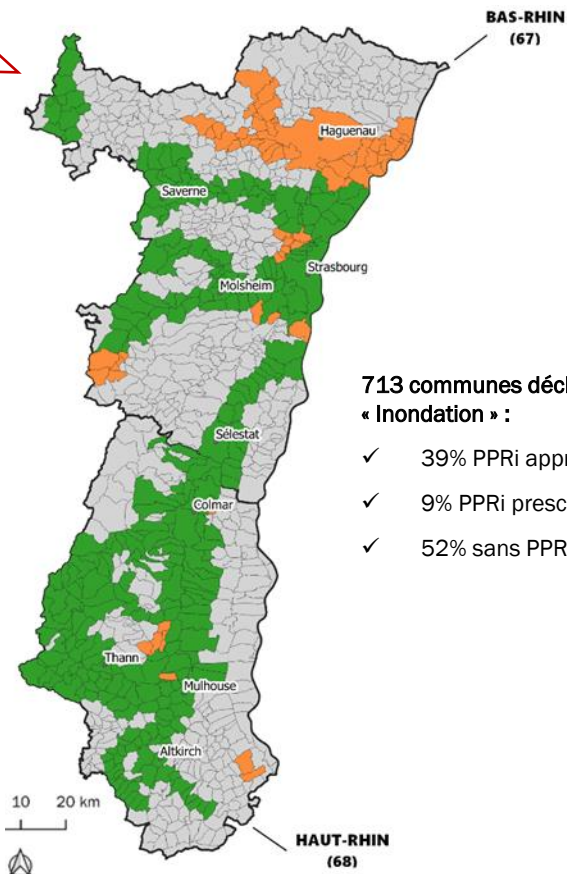 BAS-RHIN
(67)
Haguenau
Saverne
Strasbourg
Molsheim
713 communes décl
« Inondation » :
Sélestat
✓ 39% PPRi appr
Colmar
✓ 9% PPRi presc
✓ 52% sans PPR
Thann
Mulhouse
Altkirch
10 20 km
HAUT-RHIN
(68)